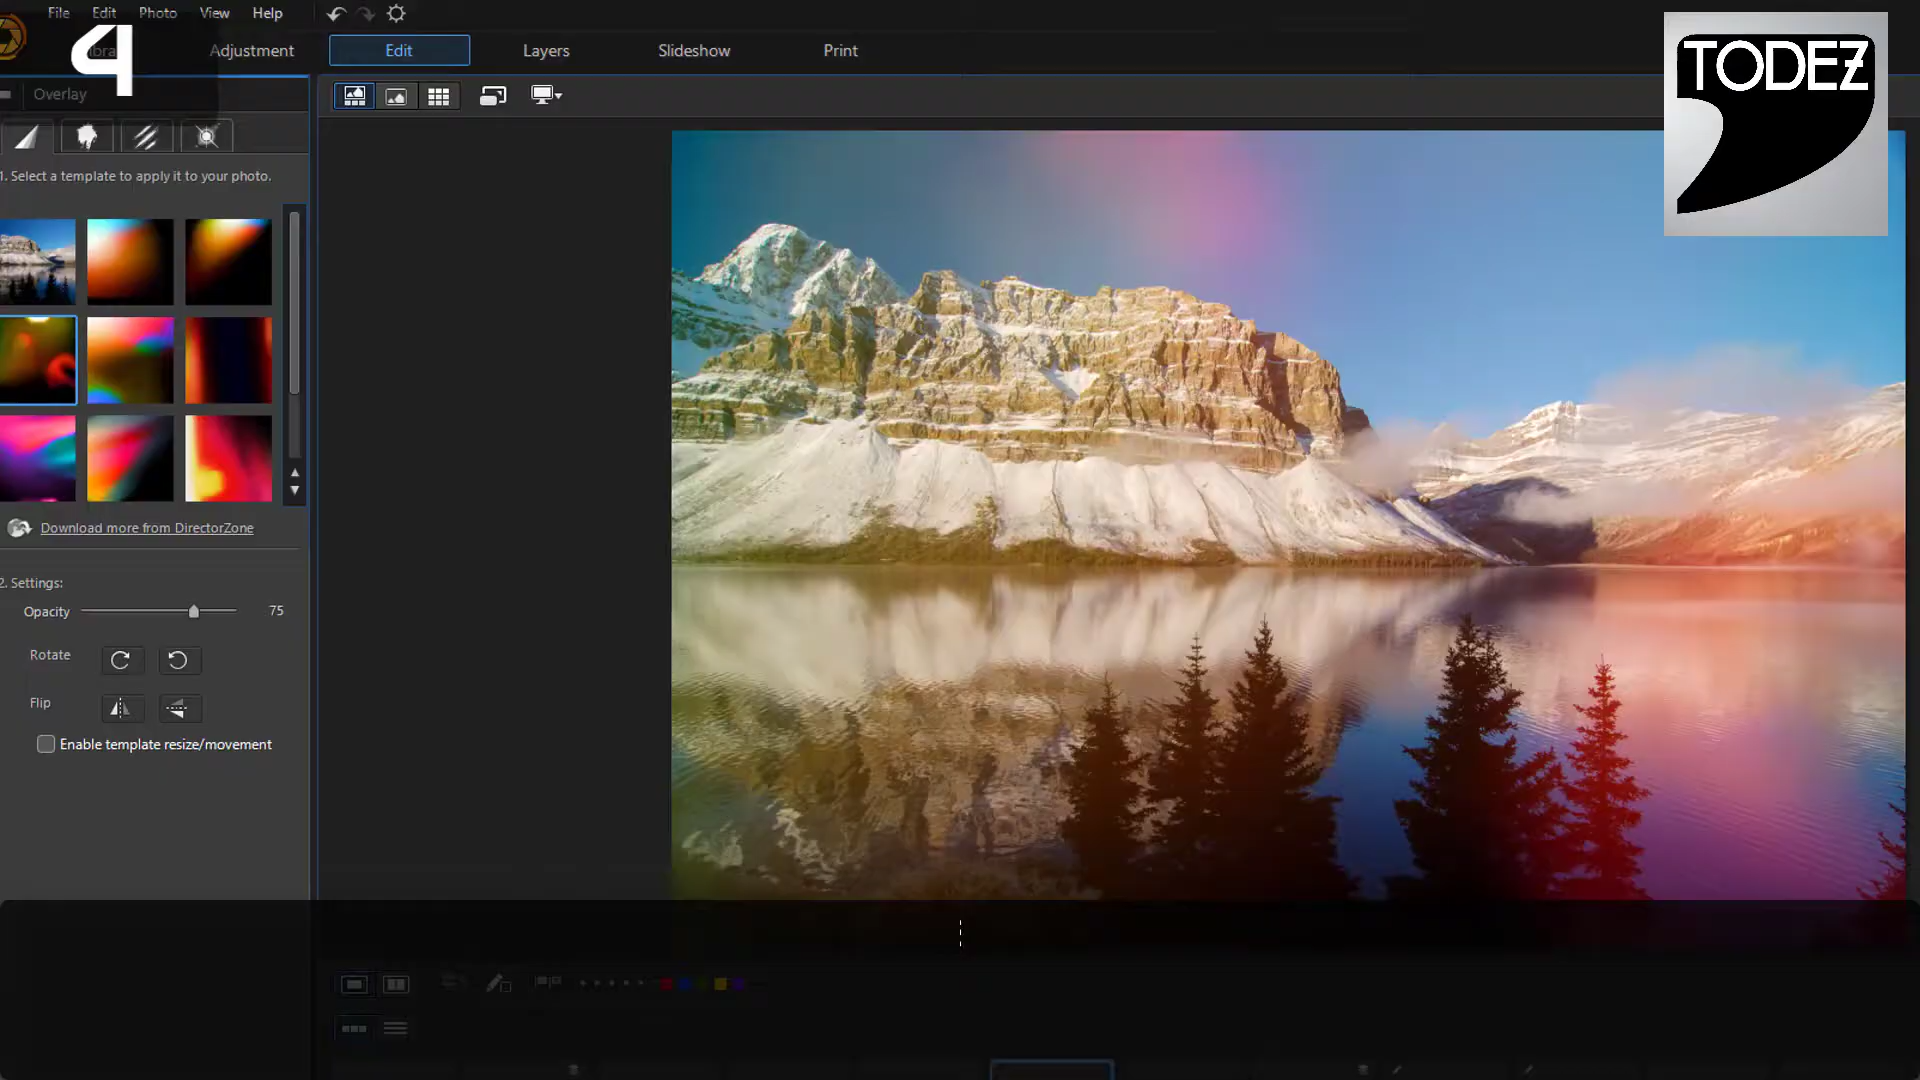 File Edit Photo View Help
4
Adjustment Edit Layers Slideshow Print
Overlay
TODEZ
1. Select a template to apply it to your photo.
Download more from DirectorZone
2. Settings:
Opacity 75
Rotate
Flip
Enable template resize/movement